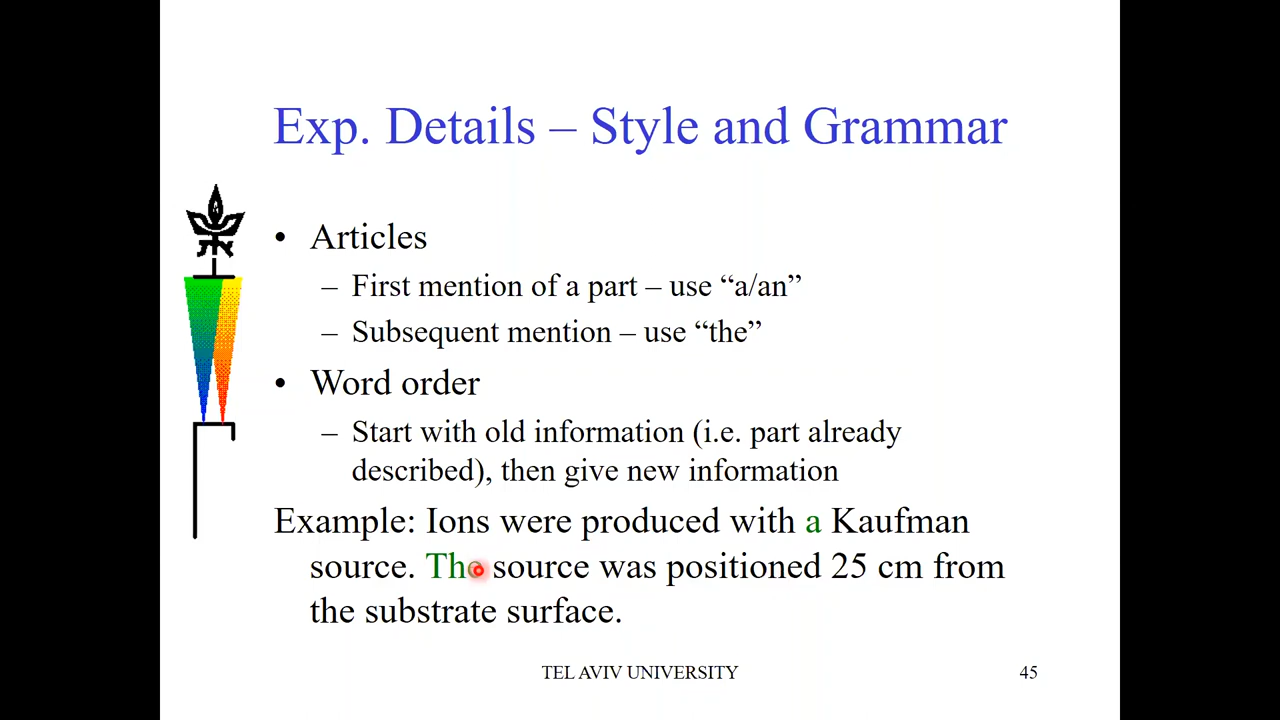 Exp. Details – Style and Grammar
• Articles
– First mention of a part – use “a/an”
– Subsequent mention – use “the”
• Word order
– Start with old information (i.e. part already
described), then give new information
Example: Ions were produced with a Kaufman
source. The source was positioned 25 cm from
the substrate surface.
TEL AVIV UNIVERSITY
45